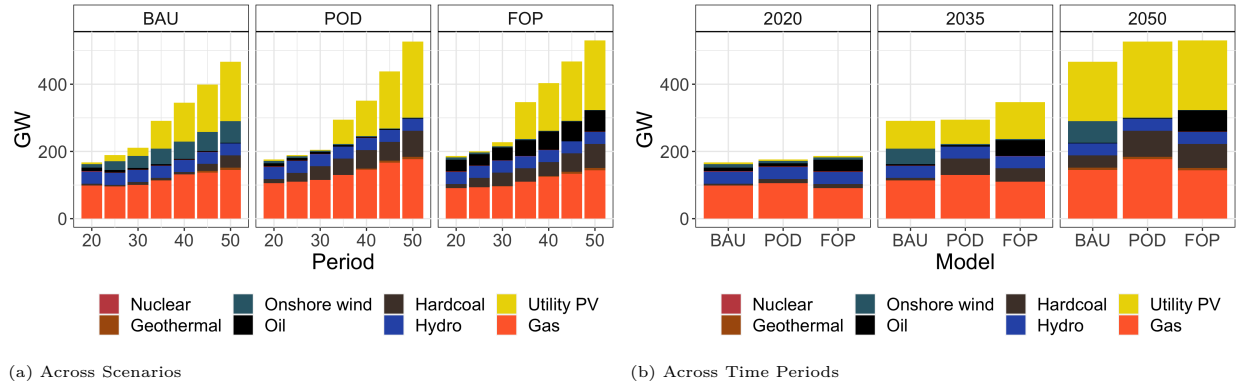 BAU POD FOP
GW
400
200
0
20 30 40 50 20 30 40 50 20 30 40 50
Period
Nuclear Onshore wind Hardcoal Utility PV
Geothermal Oil Hydro Gas
(a) Across Scenarios
2020 2035 2050
GW
400
200
0
BAU POD FOP BAU POD FOP BAU POD FOP
Model
Nuclear Onshore wind Hardcoal Utility PV
Geothermal Oil Hydro Gas
(b) Across Time Periods